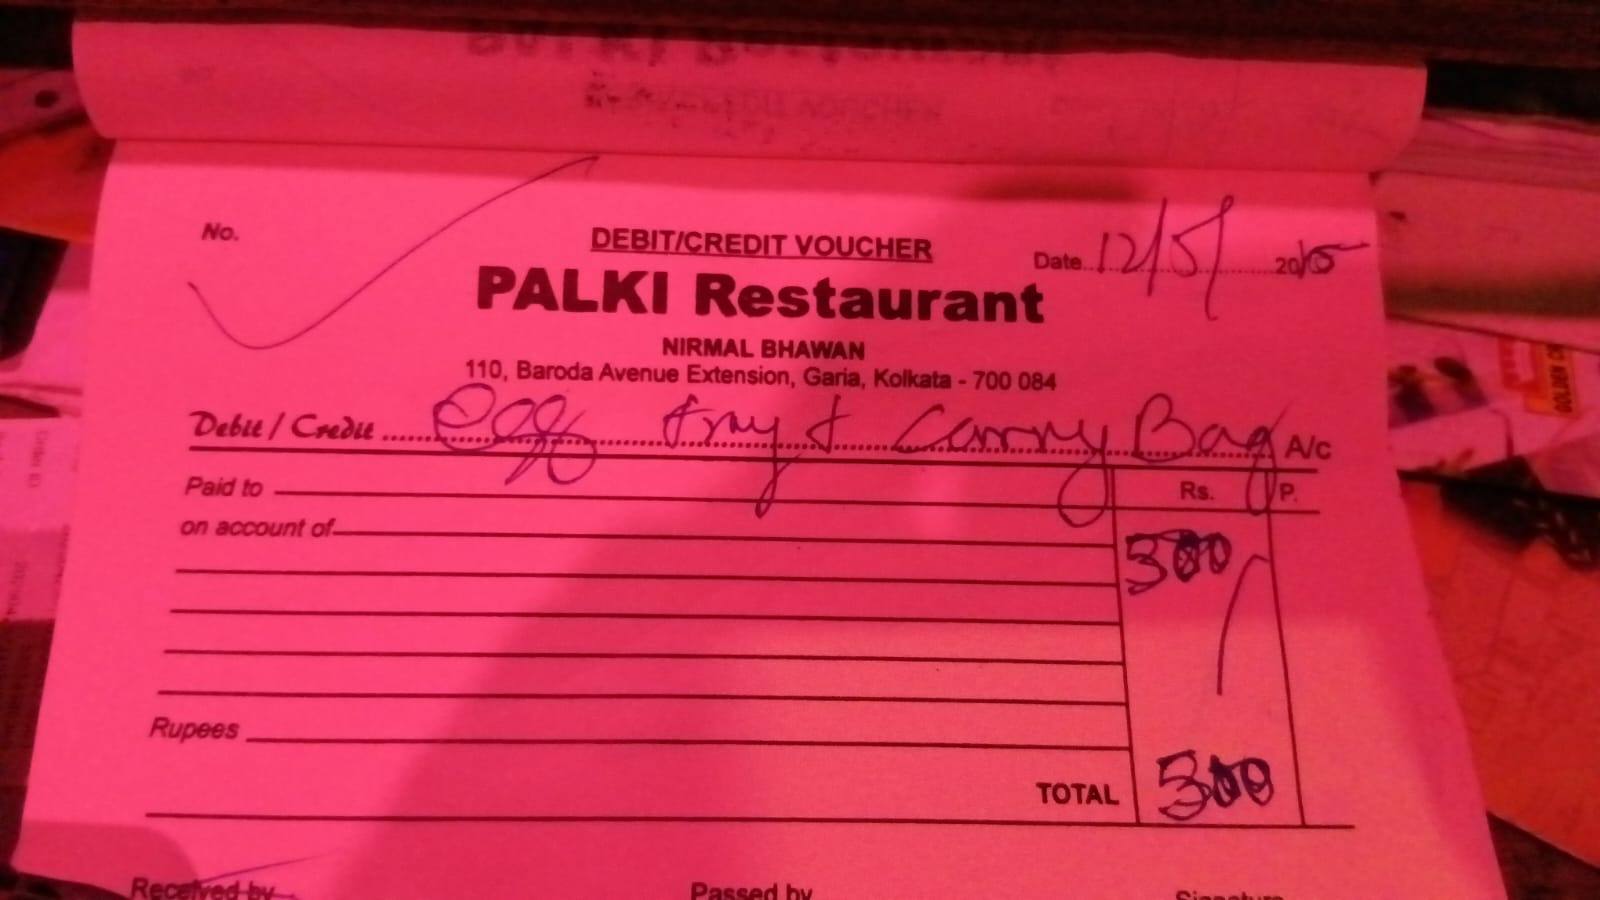 No.
DEBIT/CREDIT VOUCHER
Date 12/5/ 20
PALKI Restaurant
NIRMAL BHAWAN
110, Baroda Avenue Extension, Garia, Kolkata - 700 084
Debit / Credit Egg tray + Carry Bag A/c
Paid to Rs. P.
on account of
300
Rupees
TOTAL 300
Received by Passed by Signature